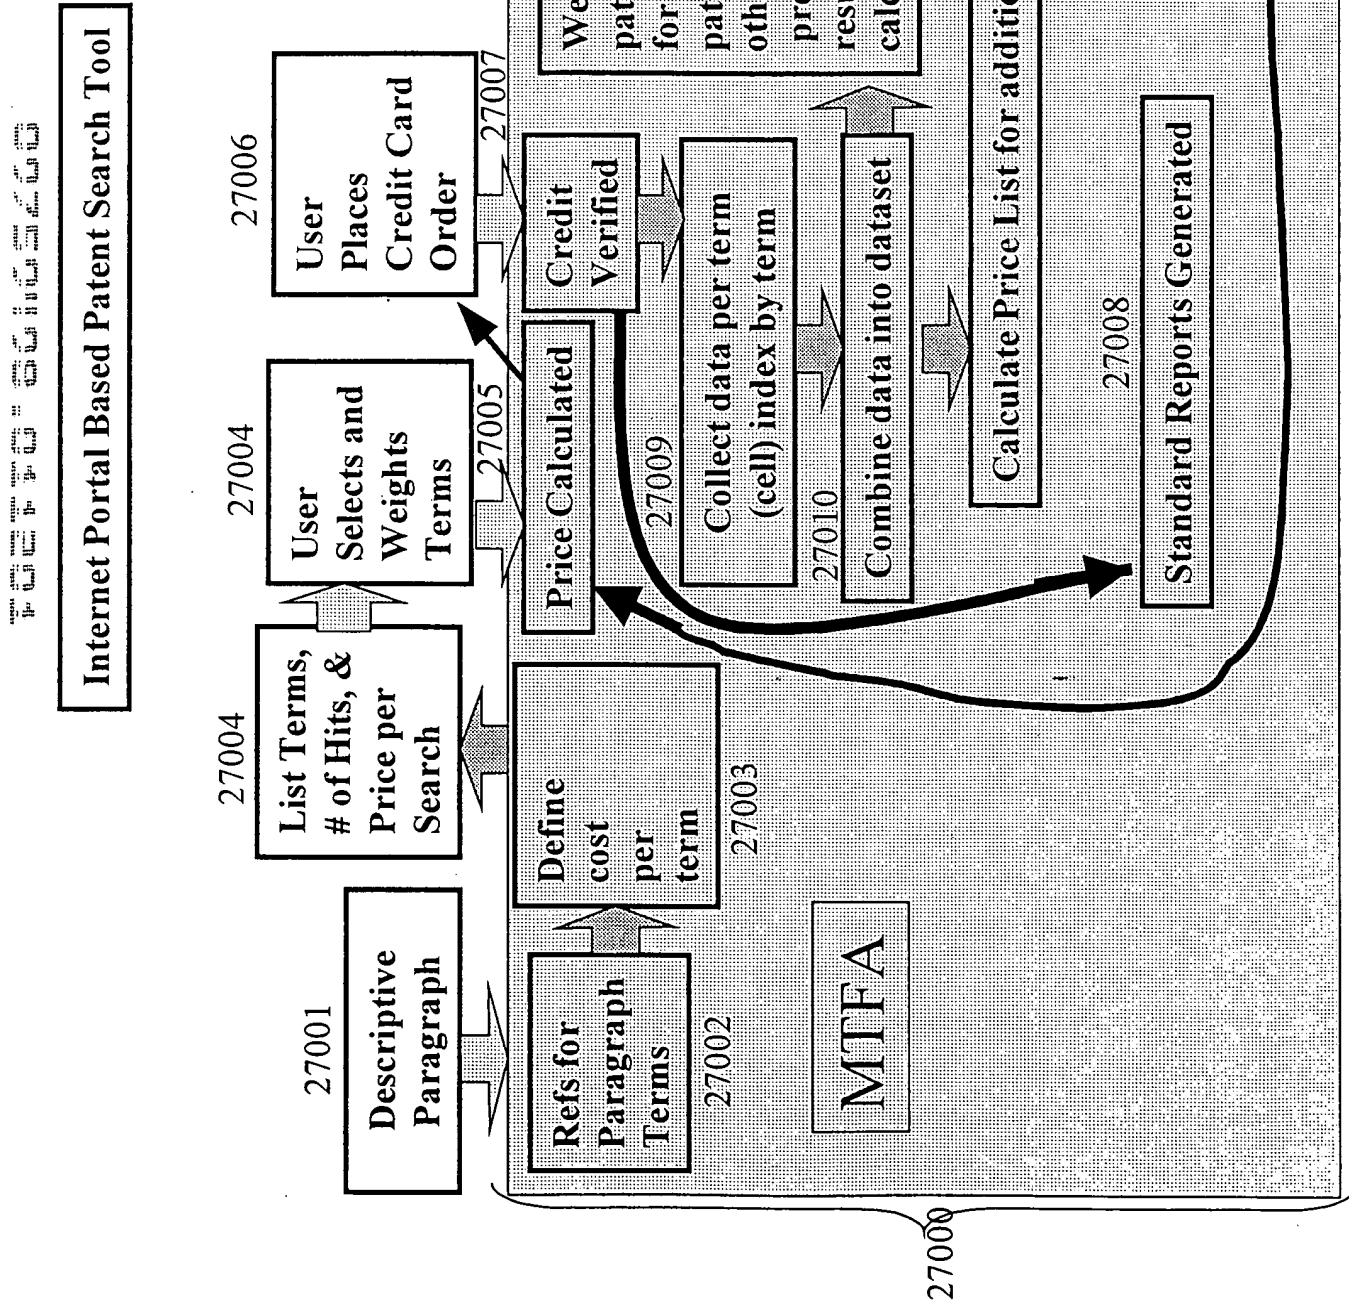 Internet Portal Based Patent Search Tool
27001
Descriptive
Paragraph
27004
List Terms,
# of Hits, &
Price per
Search
27004
User
Selects and
Weights
Terms
27006
User
Places
Credit Card
Order
27005
27007
Refs for
Paragraph
Terms
27002
Define
cost
per
term
27003
Price Calculated
Credit
Verified
27009
Collect data per term
(cell) index by term
27010
Combine data into dataset
Calculate Price List for
27008
Standard Reports Generated
MTFA
27000